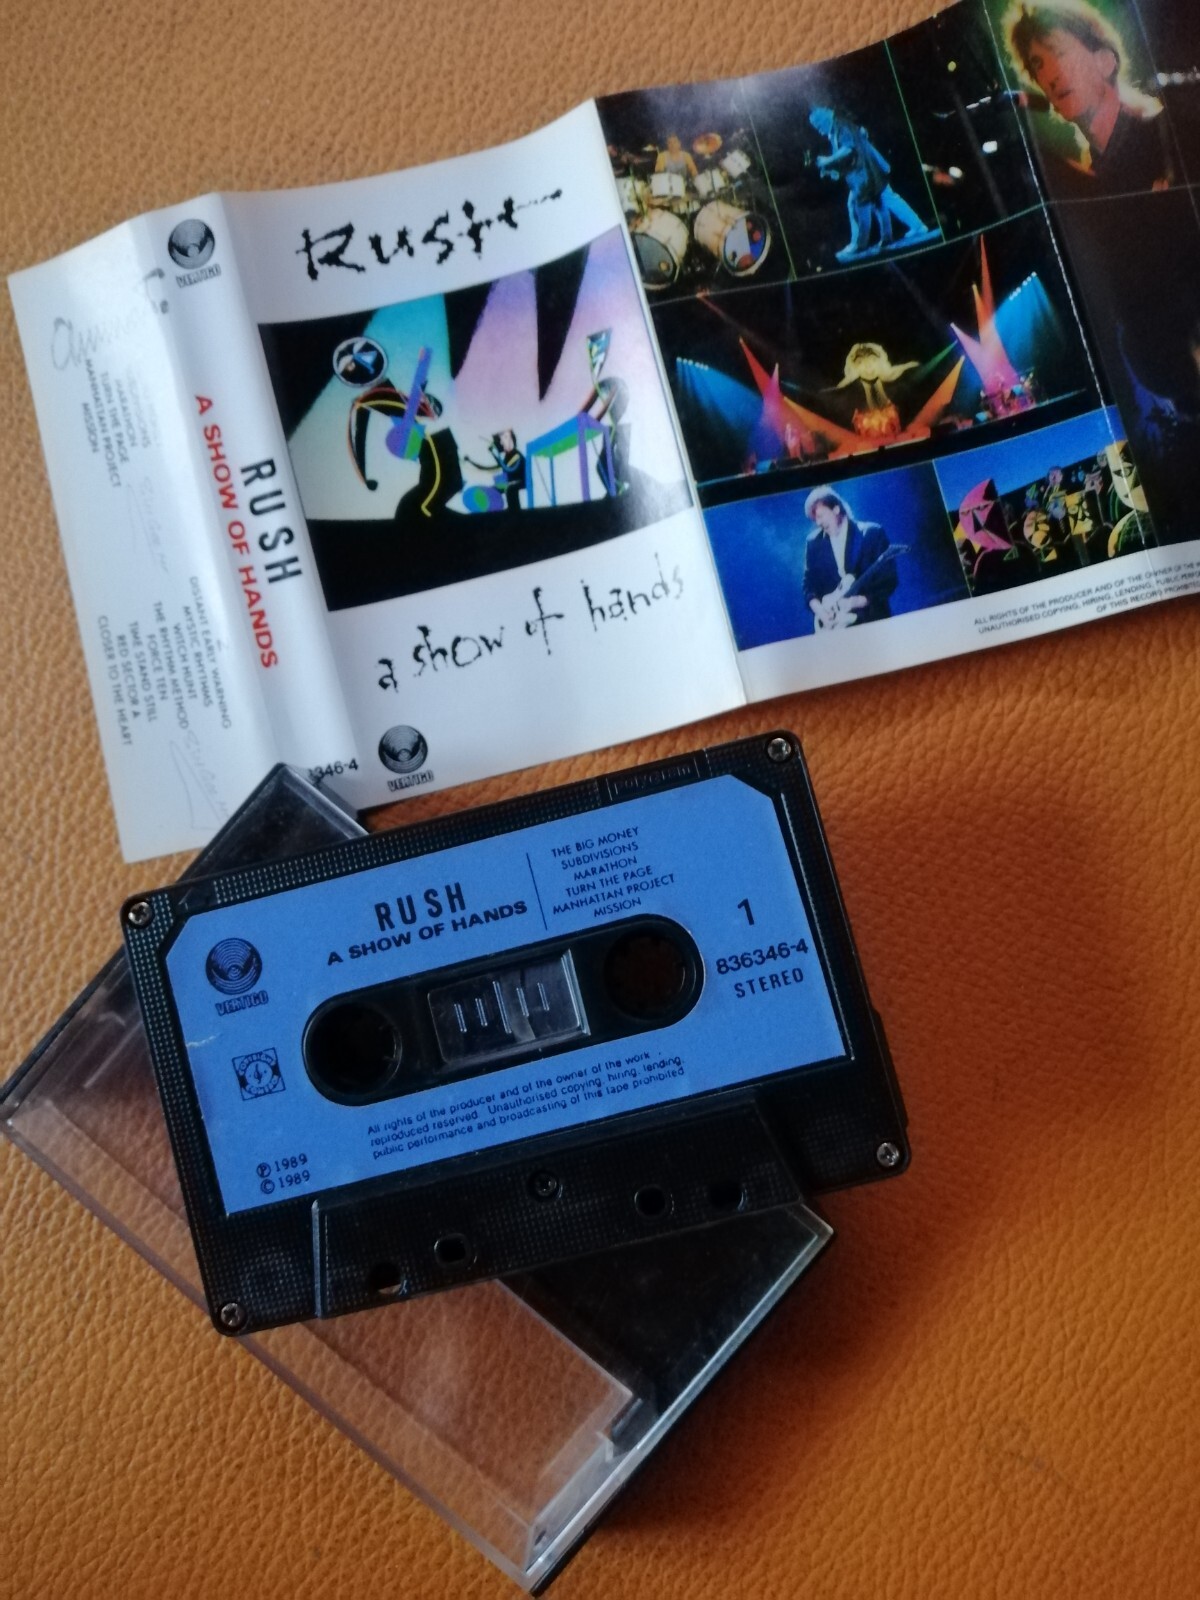 Rush
a show of hands
VERTIGO
VERTIGO
RUSH
A SHOW OF HANDS
346-4
SUBDIVISIONS
MARATHON
TURN THE PAGE
MANHATTAN PROJECT
MISSION
2
DISTANT EARLY WARNING
MYSTIC RHYTHMS
WITCH HUNT
THE RHYTHM METHOD
FORCE TEN
TIME STAND STILL
RED SECTOR A
CLOSER TO THE HEART
ALL RIGHTS OF THE PRODUCER AND OF THE OWNER OF THE
UNAUTHORISED COPYING, HIRING, LENDING, PUBLIC
OF THIS RECORD PROHIBITED
polygram
RUSH
A SHOW OF HANDS
THE BIG MONEY
SUBDIVISIONS
MARATHON
TURN THE PAGE
MANHATTAN PROJECT
MISSION
1
836346-4
STEREO
VERTIGO
All rights of the producer and of the owner of the work
reproduced reserved. Unauthorised copying, hiring, lending,
public performance and broadcasting of this tape prohibited
℗ 1989
© 1989